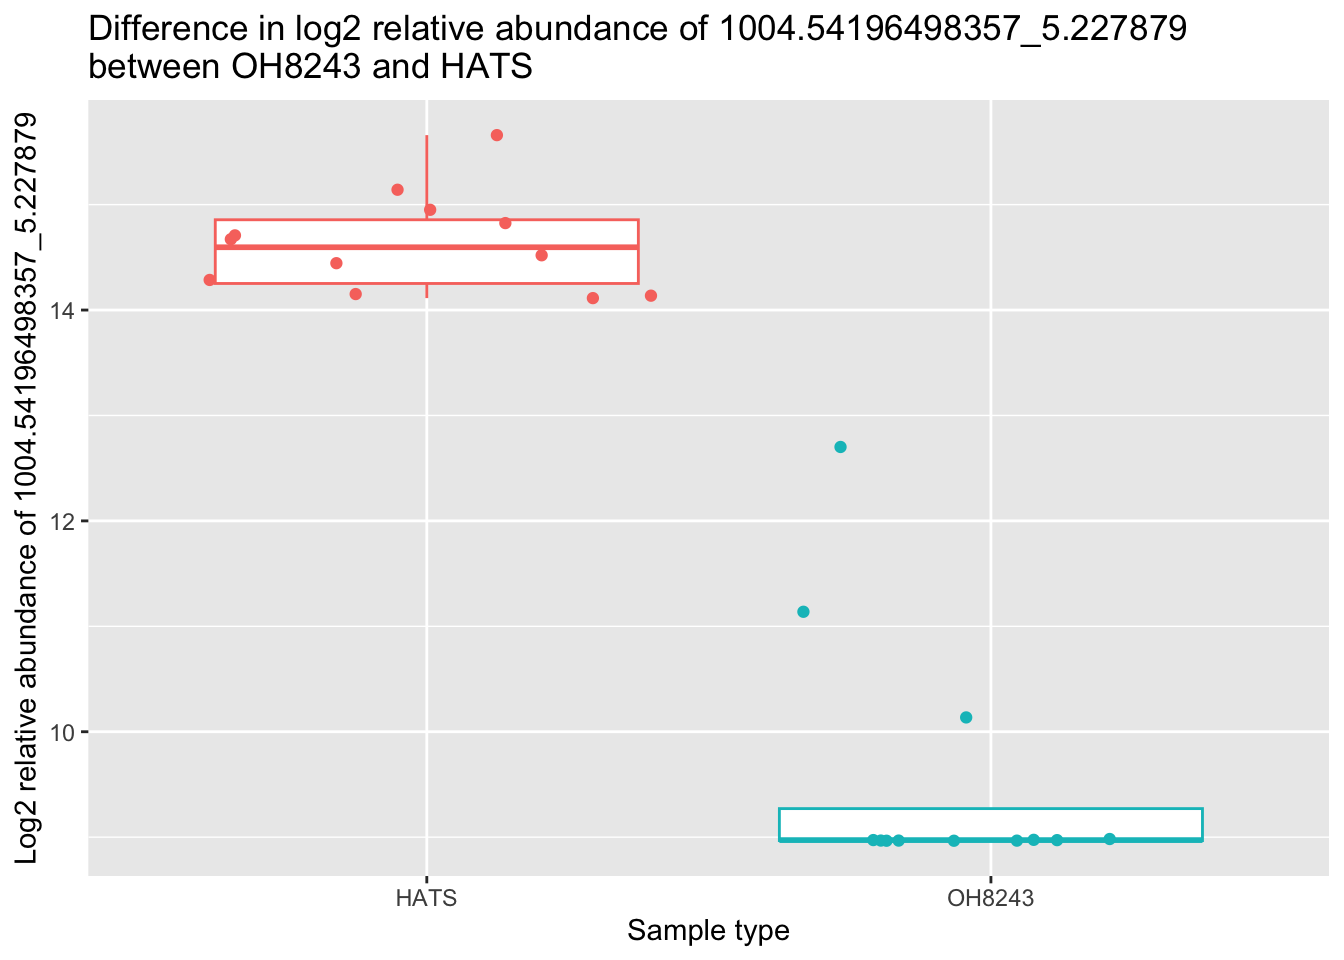 Difference in log2 relative abundance of 1004.54196498357_5.227879
between OH8243 and HATS
Log2 relative abundance of 1004.54196498357_5.227879
14
12
10
HATS
OH8243
Sample type